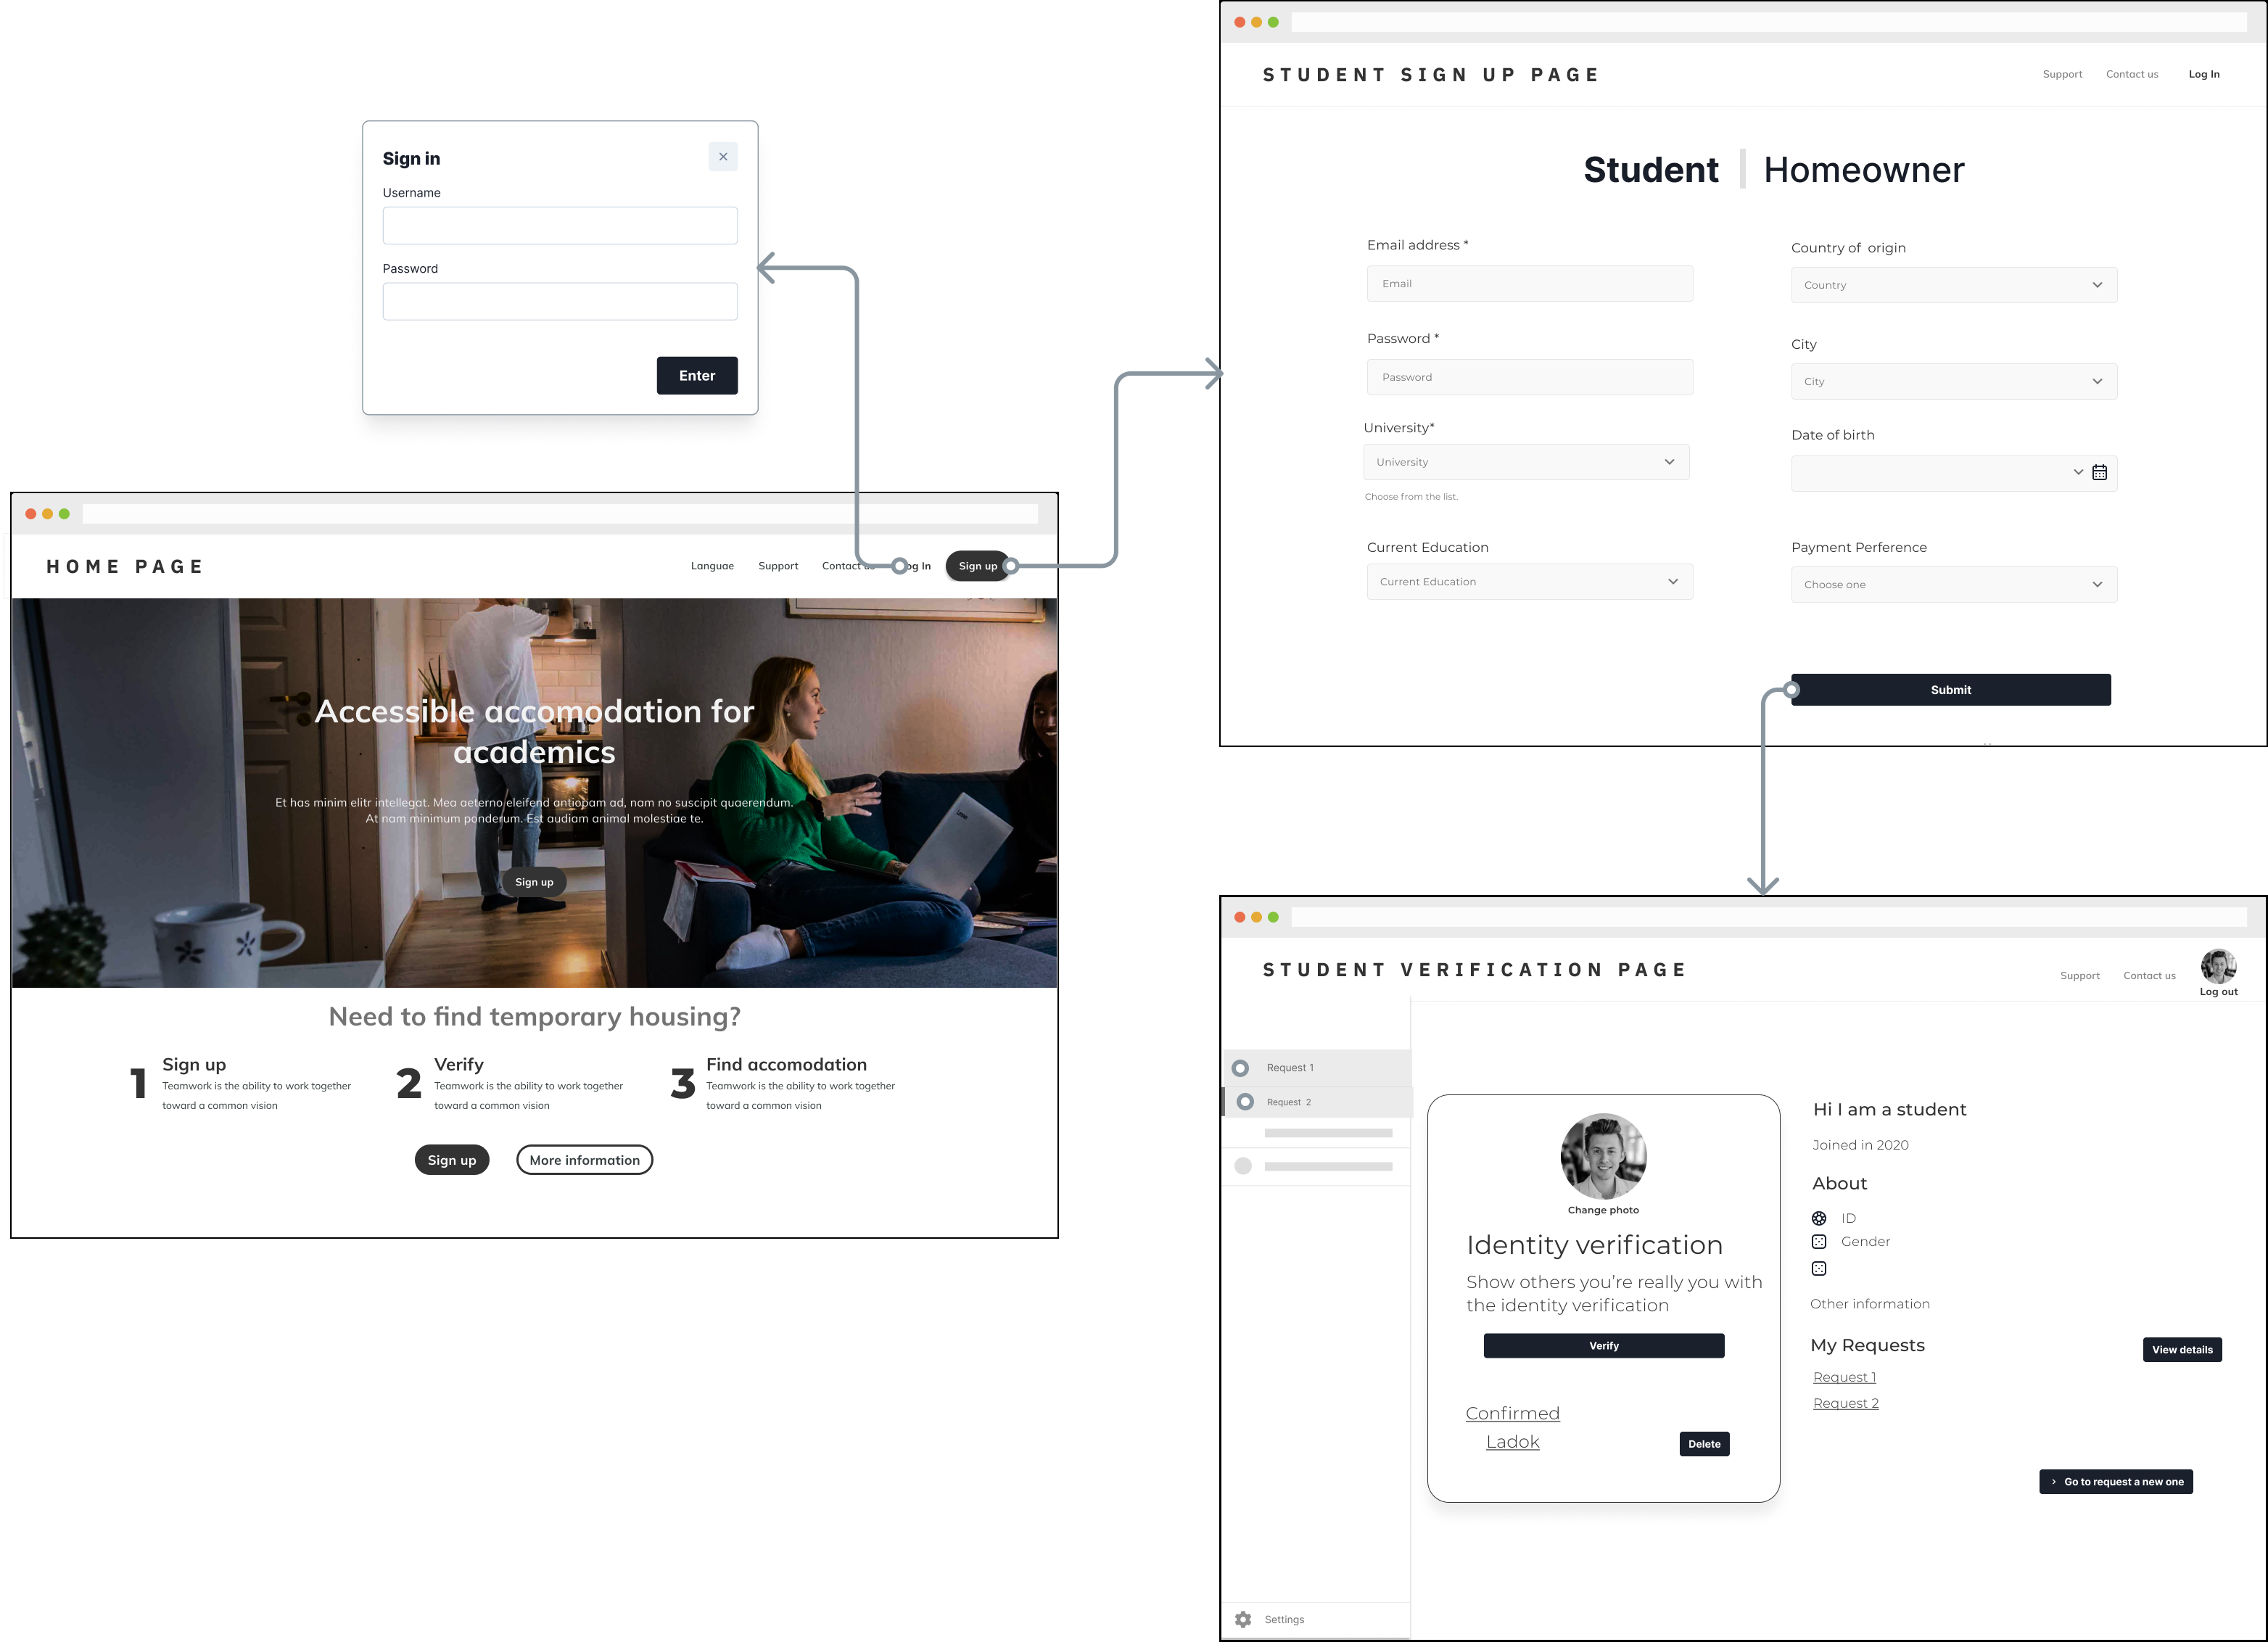 Sign in
Username
Password
Enter
HOME PAGE
Languae
Support
Contact us
Log In
Sign up
Accessible accomodation for
academics
Et has minim elitr intellegat. Mea aeterno eleifend antiopam ad, nam no suscipit quaerendum.
At nam minimum ponderum. Est audiam animal molestiae te.
Sign up
Need to find temporary housing?
1
Sign up
Teamwork is the ability to work together
toward a common vision
2
Verify
Teamwork is the ability to work together
toward a common vision
3
Find accomodation
Teamwork is the ability to work together
toward a common vision
Sign up
More information
STUDENT SIGN UP PAGE
Support
Contact us
Log In
Student
Homeowner
Email address *
Email
Password *
Password
University*
University
Choose from the list.
Current Education
Current Education
Country of origin
Country
City
City
Date of birth
Payment Perference
Choose one
Submit
STUDENT VERIFICATION PAGE
Support
Contact us
Log out
Request 1
Request 2
Settings
Change photo
Identity verification
Show others you’re really you with
the identity verification
Verify
Confirmed
Ladok
Delete
Hi I am a student
Joined in 2020
About
ID
Gender
Other information
My Requests
View details
Request 1
Request 2
Go to request a new one